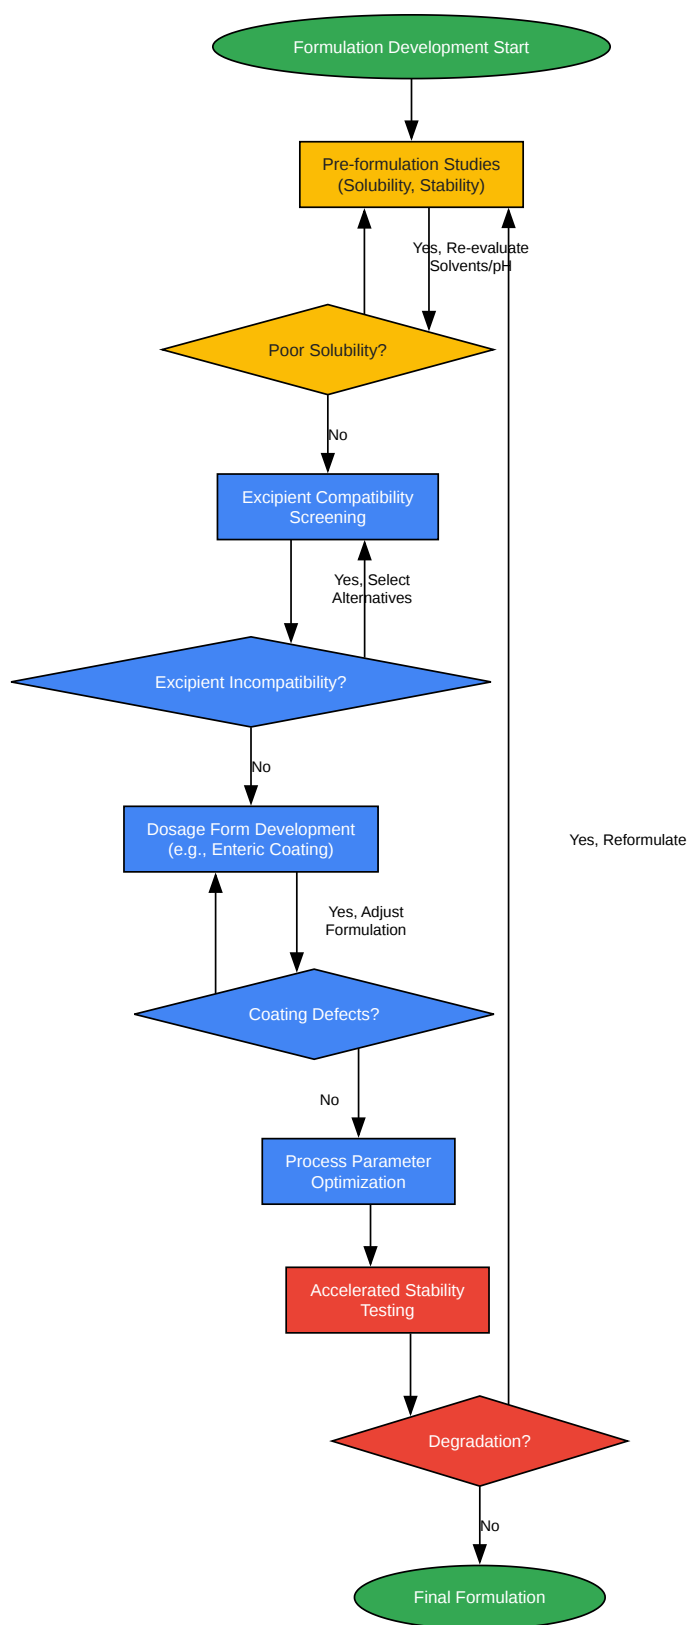 Formulation Development Start
Pre-formulation Studies
(Solubility, Stability)
Yes, Re-evaluate
Solvents/pH
Poor Solubility?
No
Excipient Compatibility
Screening
Yes, Select
Alternatives
Excipient Incompatibility?
No
Dosage Form Development
(e.g., Enteric Coating)
Yes, Reformulate
Yes, Adjust
Formulation
Coating Defects?
No
Process Parameter
Optimization
Accelerated Stability
Testing
Degradation?
No
Final Formulation